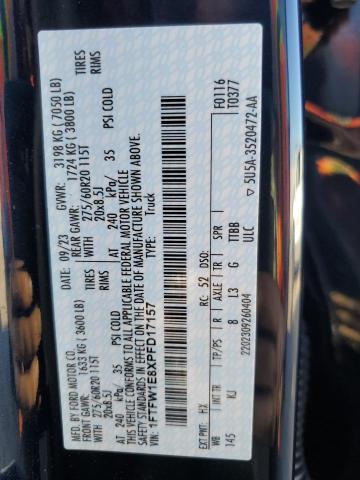 MFD. BY FORD MOTOR CO.
DATE: 09/23 GVWR: 3198 KG ( 7050 LB)
FRONT GAWR: 1633 KG ( 3600 LB) REAR GAWR: 1724 KG ( 3800 LB)
275/60R20 115T TIRES WITH 275/60R20 115T TIRES
20x8.5J RIMS 20x8.5J RIMS
AT 240 kPa/ 35 PSI COLD AT 240 kPa/ 35 PSI COLD
THIS VEHICLE CONFORMS TO ALL APPLICABLE FEDERAL MOTOR VEHICLE
SAFETY AND THEFT PREVENTION STANDARDS IN EFFECT ON THE DATE OF MANUFACTURE SHOWN ABOVE.
VIN: 1FTFW1E8XPFD17157
TYPE: Truck
F0116
T0377
EXT PNT: HX RC: 52 DSO:
WB INT TR TP/PS R AXLE TR SPR
145 KJ 8 L3 G TTBB
2202309260404 ULC
5U5A-3520472-AA